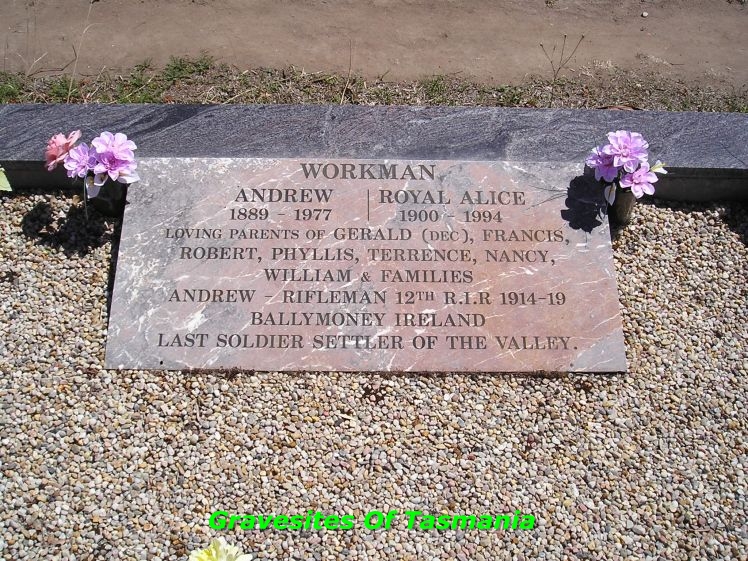 WORKMAN
ANDREW | ROYAL ALICE
1889 - 1977 | 1900 - 1994
LOVING PARENTS OF GERALD (DEC), FRANCIS,
ROBERT, PHYLLIS, TERRENCE, NANCY,
WILLIAM & FAMILIES
ANDREW - RIFLEMAN 12TH R.I.R 1914-19
BALLYMONEY IRELAND
LAST SOLDIER SETTLER OF THE VALLEY.
Gravesites Of Tasmania